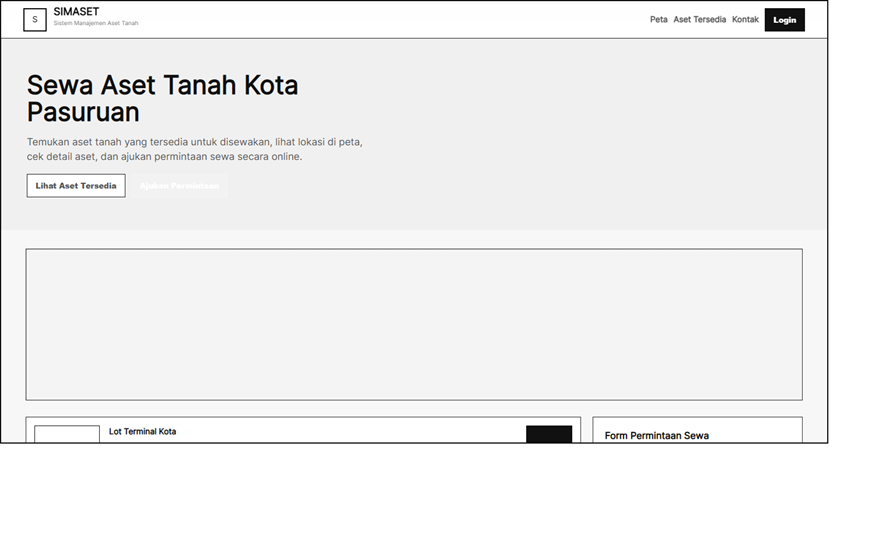 S
SIMASET
Sistem Manajemen Aset Tanah
Peta Aset Tersedia Kontak Login
Sewa Aset Tanah Kota
Pasuruan
Temukan aset tanah yang tersedia untuk disewakan, lihat lokasi di peta,
cek detail aset, dan ajukan permintaan sewa secara online.
Lihat Aset Tersedia Ajukan Permintaan
Lot Terminal Kota
Form Permintaan Sewa